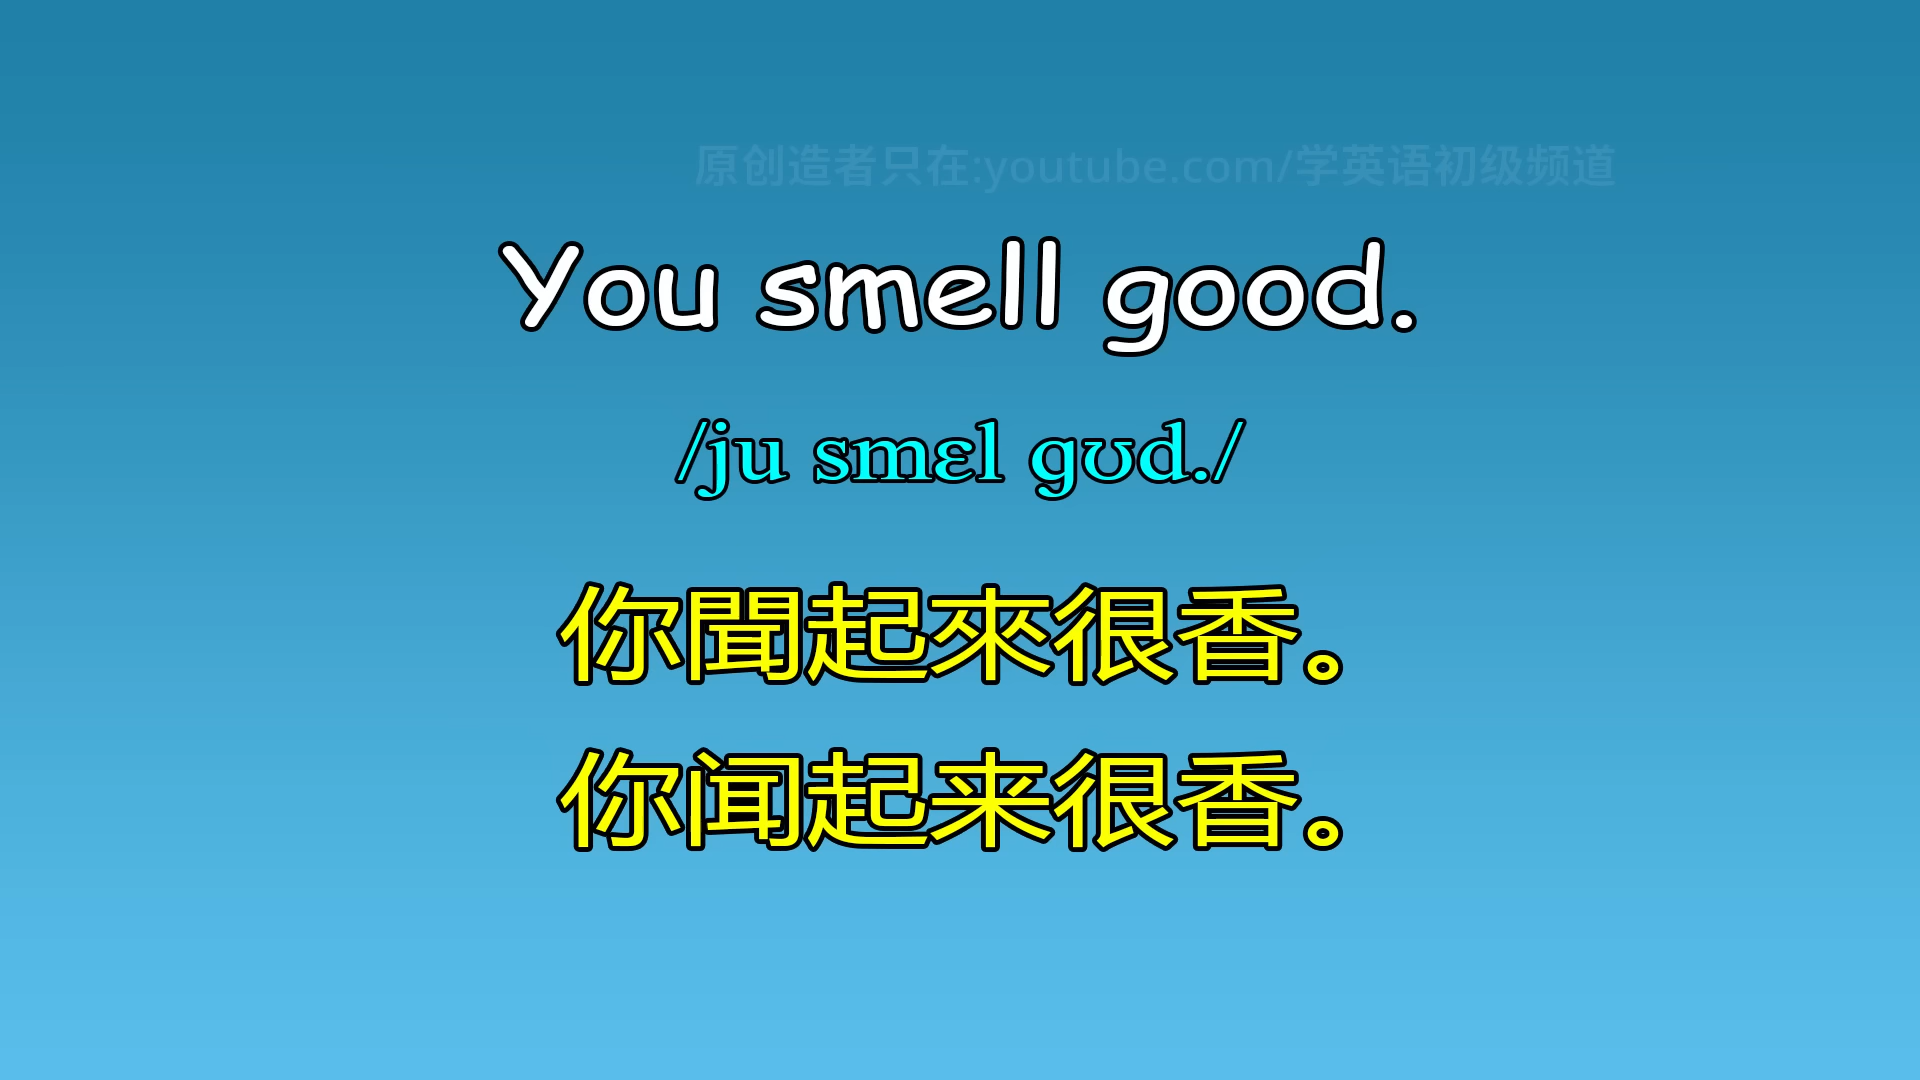 原创造者只在:youtube.com/学英语初级频道
You smell good.
/ju smɛl ɡʊd./
你聞起來很香。
你闻起来很香。